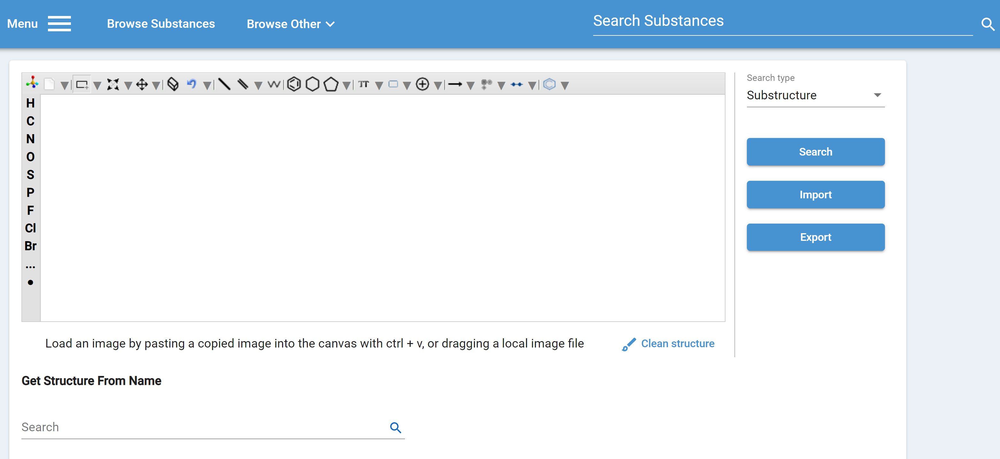 Menu
Browse Substances
Browse Other
Search Substances
H
C
N
O
S
P
F
Cl
Br
...
Search type
Substructure
Search
Import
Export
Load an image by pasting a copied image into the canvas with ctrl + v, or dragging a local image file
Clean structure
Get Structure From Name
Search